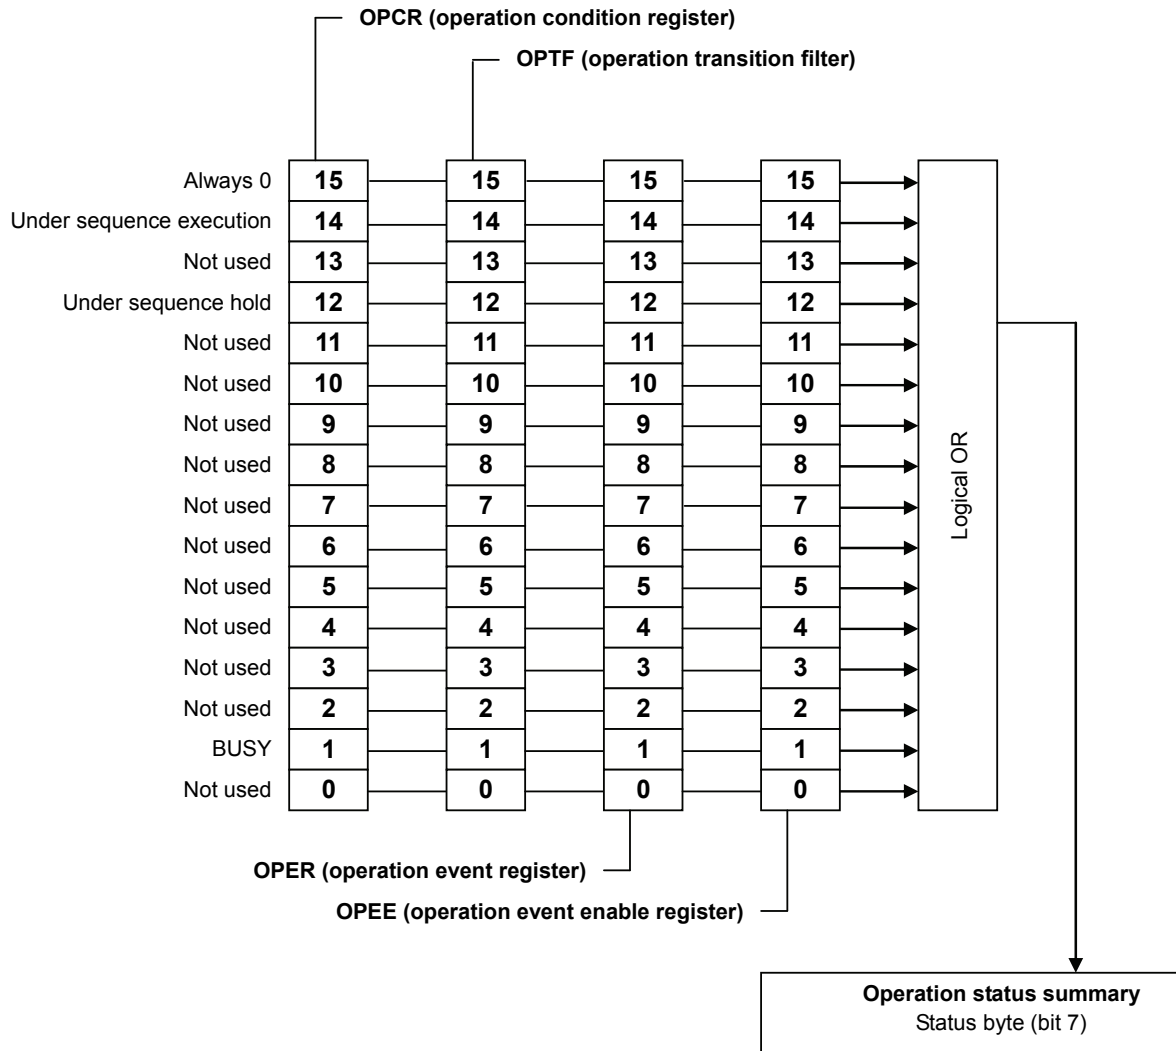 OPCR (operation condition register)
OPTF (operation transition filter)
Always 0 15 15 15 15
Under sequence execution 14 14 14 14
Not used 13 13 13 13
Under sequence hold 12 12 12 12
Not used 11 11 11 11
Not used 10 10 10 10
Not used 9 9 9 9
Not used 8 8 8 8
Not used 7 7 7 7
Not used 6 6 6 6
Not used 5 5 5 5
Not used 4 4 4 4
Not used 3 3 3 3
Not used 2 2 2 2
BUSY 1 1 1 1
Not used 0 0 0 0
Logical OR
OPER (operation event register)
OPEE (operation event enable register)
Operation status summary
Status byte (bit 7)